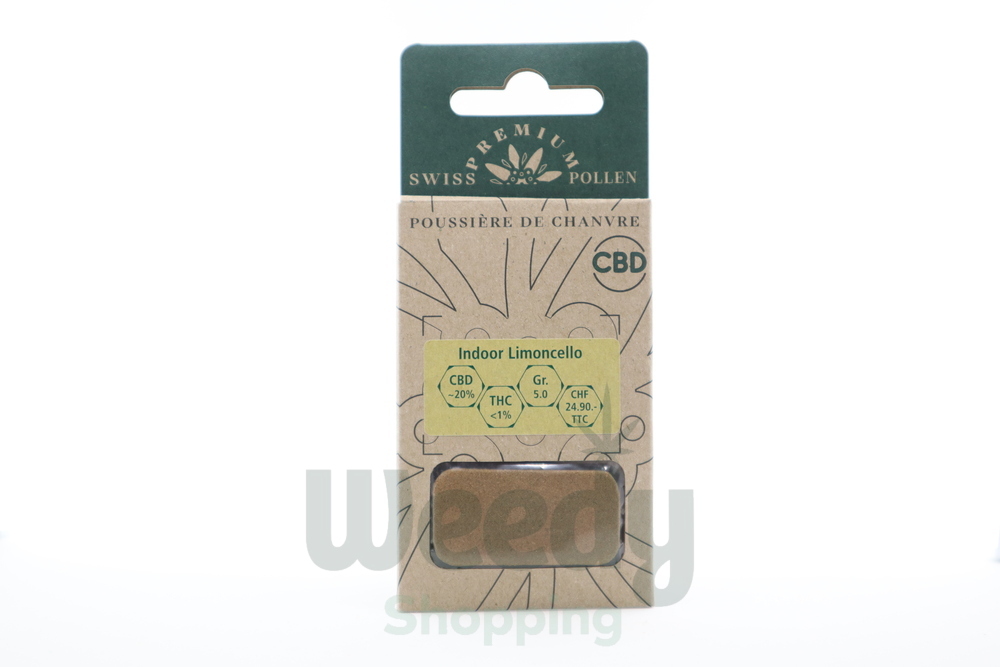 PREMIUM
SWISS POLLEN
POUSSIÈRE DE CHANVRE
CBD
Indoor Limoncello
CBD
~20%
THC
<1%
Gr.
5.0
CHF
24.90.-
TTC
Weedy
Shopping